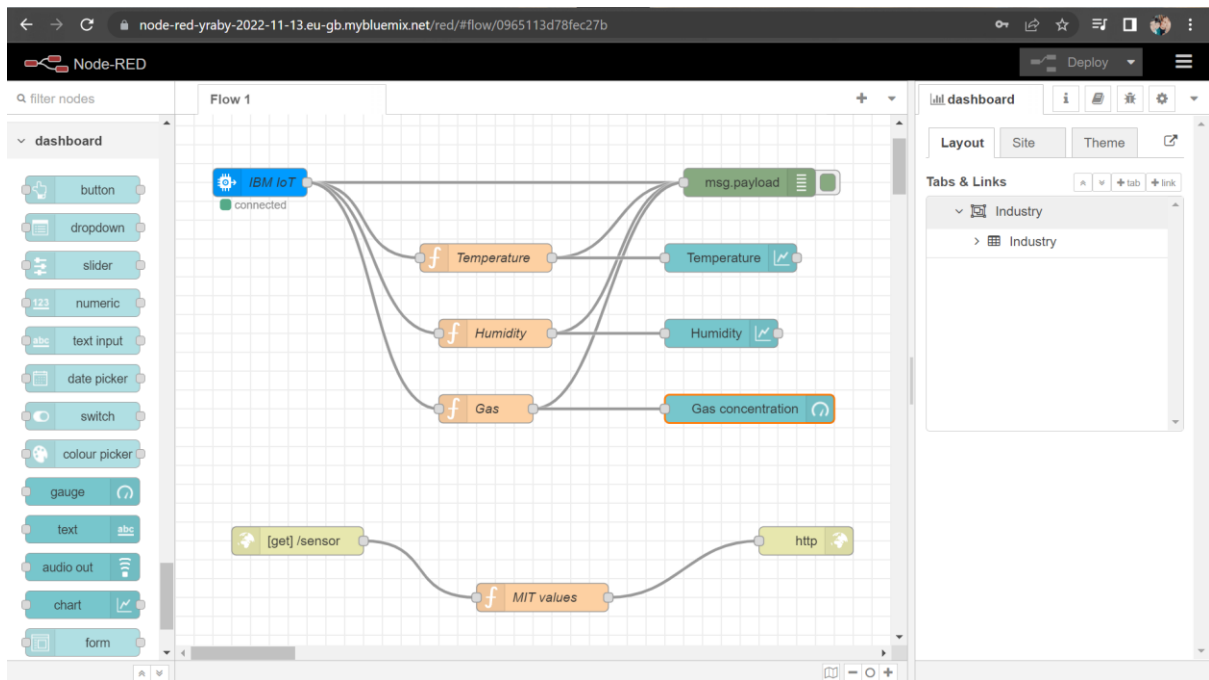 node-red-yraby-2022-11-13.eu-gb.mybluemix.net/red/#flow/0965113d78fec27b
Node-RED
Deploy
filter nodes
Flow 1
dashboard
i
dashboard
Layout
Site
Theme
button
IBM IoT
msg.payload
Tabs & Links
+ tab
+ link
connected
Industry
dropdown
Industry
Temperature
Temperature
slider
123
numeric
Humidity
Humidity
abc
text input
date picker
Gas
Gas concentration
switch
colour picker
gauge
text
abc
[get] /sensor
http
audio out
MIT values
chart
form